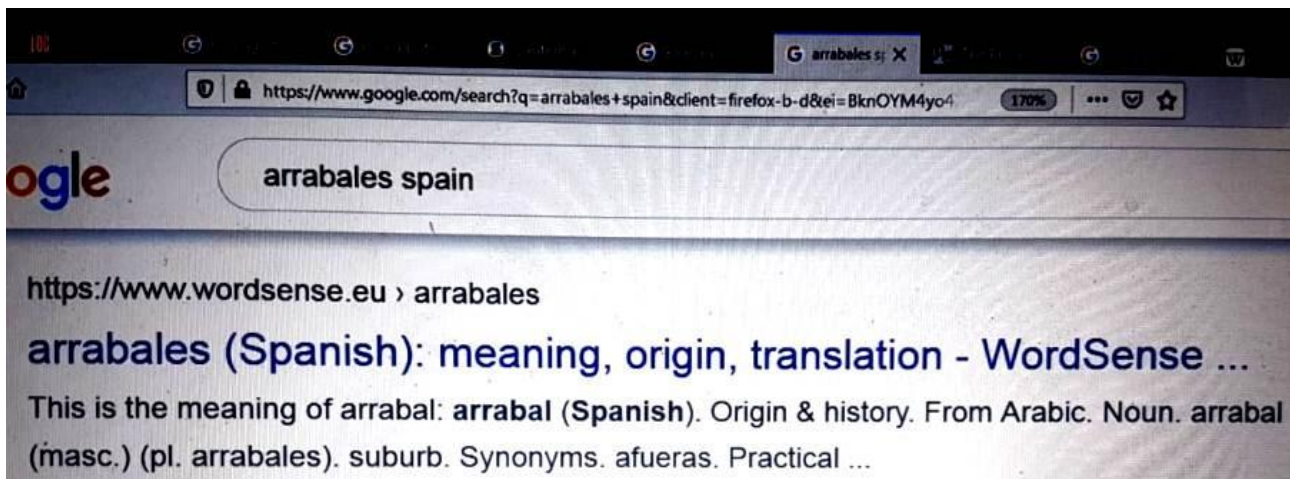 arrabales s
https://www.google.com/search?q=arrabales+spain&client=firefox-b-d&ei=BknOYM4yo4 170%
ogle arrabales spain
https://www.wordsense.eu › arrabales
arrabales (Spanish): meaning, origin, translation - WordSense ...
This is the meaning of arrabal: arrabal (Spanish). Origin & history. From Arabic. Noun. arrabal
(masc.) (pl. arrabales). suburb. Synonyms. afueras. Practical ...